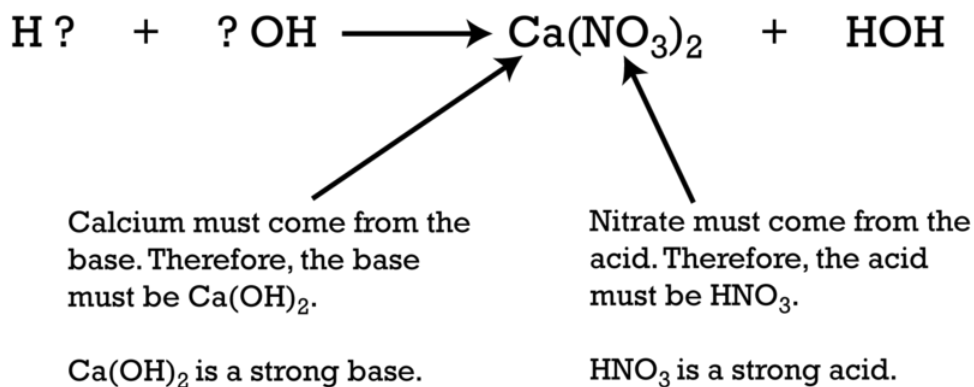 H ? + ? OH ⟶ Ca(NO₃)₂ + HOH
Calcium must come from the
base. Therefore, the base
must be Ca(OH)₂.
Ca(OH)₂ is a strong base.
Nitrate must come from the
acid. Therefore, the acid
must be HNO₃.
HNO₃ is a strong acid.